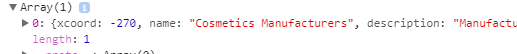 ▼ Array(1) i
▶ 0: {xcoord: -270, name: "Cosmetics Manufacturers", description: "Manufactu
length: 1